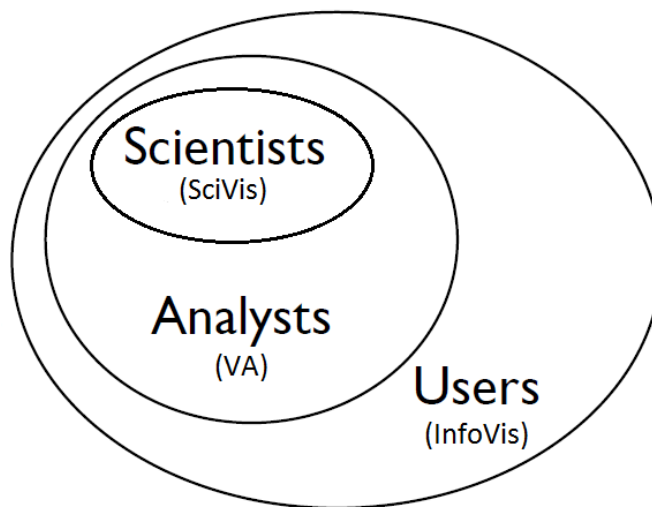 Scientists
(SciVis)
Analysts
(VA)
Users
(InfoVis)